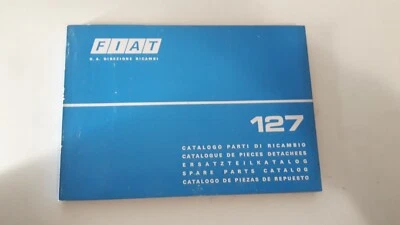 FIAT
S.A. DIREZIONE RICAMBI
127
CATALOGO PARTI DI RICAMBIO
CATALOGUE DE PIECES DETACHEES
ERSATZTEILKATALOG
SPARE PARTS CATALOG
CATALOGO DE PIEZAS DE REPUESTO